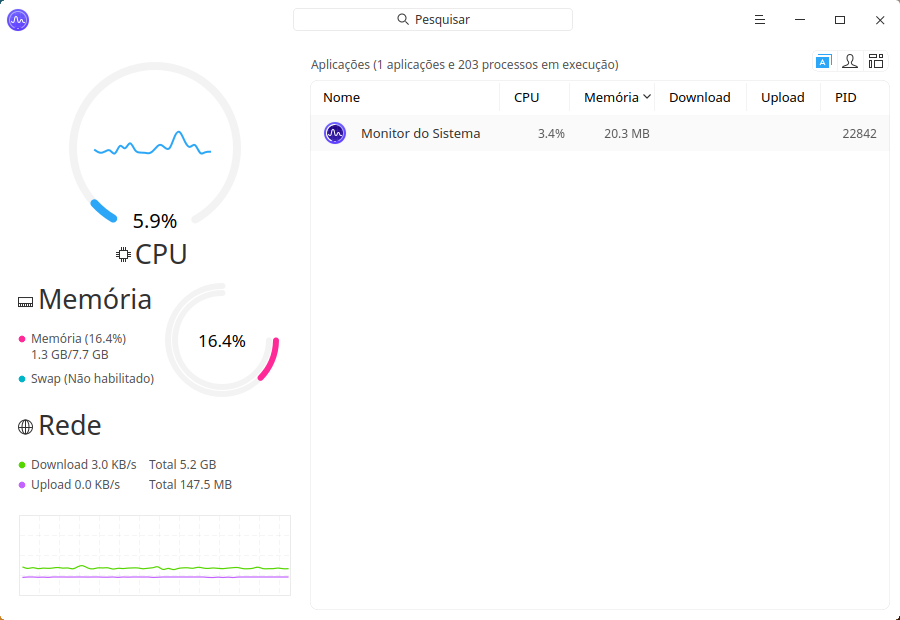 Pesquisar
5.9%
CPU
Memória
Memória (16.4%)
1.3 GB/7.7 GB
Swap (Não habilitado)
16.4%
Rede
Download 3.0 KB/s Total 5.2 GB
Upload 0.0 KB/s Total 147.5 MB
Aplicações (1 aplicações e 203 processos em execução)
A
Nome CPU Memória Download Upload PID
Monitor do Sistema 3.4% 20.3 MB 22842